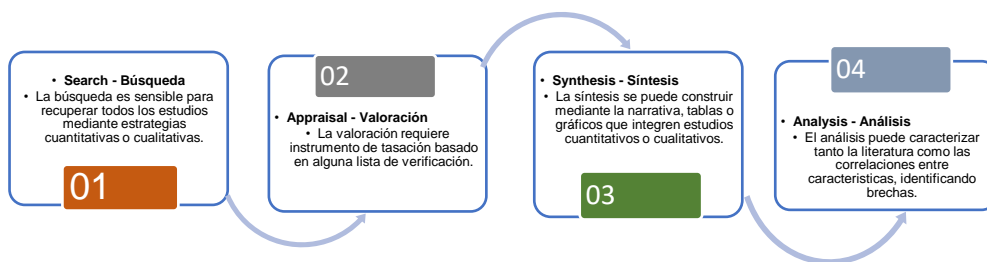 • Search - Búsqueda
• La búsqueda es sensible para
recuperar todos los estudios
mediante estrategias
cuantitativas o cualitativas.
01
02
• Appraisal - Valoración
• La valoración requiere
instrumento de tasación basado
en alguna lista de verificación.
• Synthesis - Síntesis
• La síntesis se puede construir
mediante la narrativa, tablas o
gráficos que integren estudios
cuantitativos o cualitativos.
03
04
• Analysis - Análisis
• El análisis puede caracterizar
tanto la literatura como las
correlaciones entre
caracteristicas, identificando
brechas.